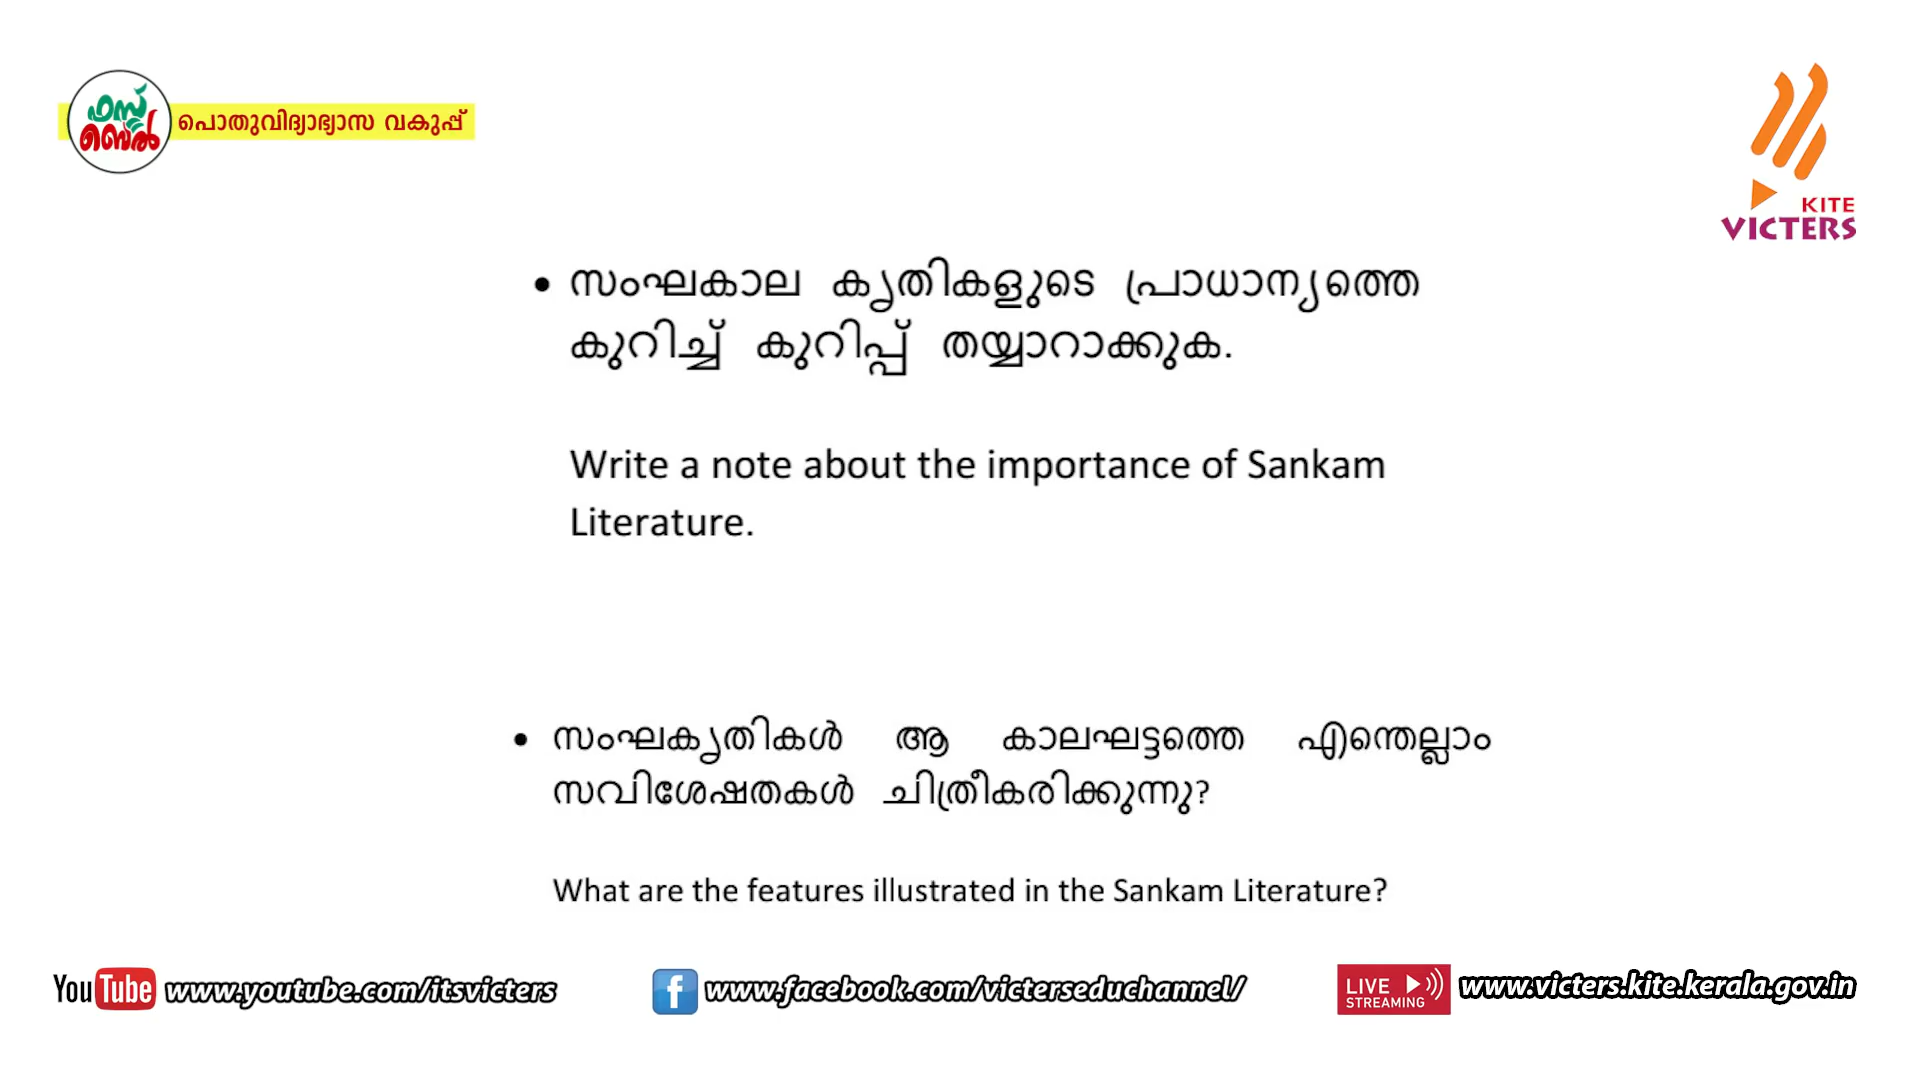 ഫസ്റ്റ്
ബെൽ
പൊതുവിദ്യാഭ്യാസ വകുപ്പ്
KITE
VICTERS
• സംഘകാല കൃതികളുടെ പ്രാധാന്യത്തെ
കുറിച്ച് കുറിപ്പ് തയ്യാറാക്കുക.
Write a note about the importance of Sankam
Literature.
• സംഘകൃതികൾ ആ കാലഘട്ടത്തെ എന്തെല്ലാം
സവിശേഷതകൾ ചിത്രീകരിക്കുന്നു?
What are the features illustrated in the Sankam Literature?
YouTube www.youtube.com/itsvicters
f www.facebook.com/victerseduchannel/
LIVE STREAMING www.victers.kite.kerala.gov.in